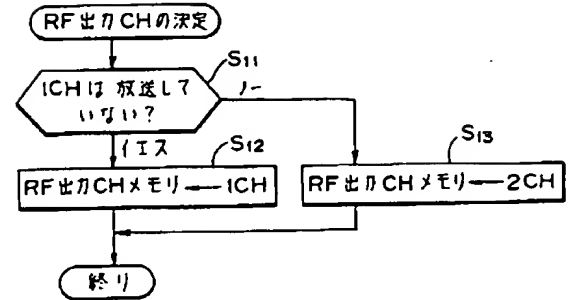 RF出力CHの決定
S11
1CHは放送して
いない?
ノー
イエス
S12
RF出力CHメモリ←1CH
S13
RF出力CHメモリ←2CH
終り